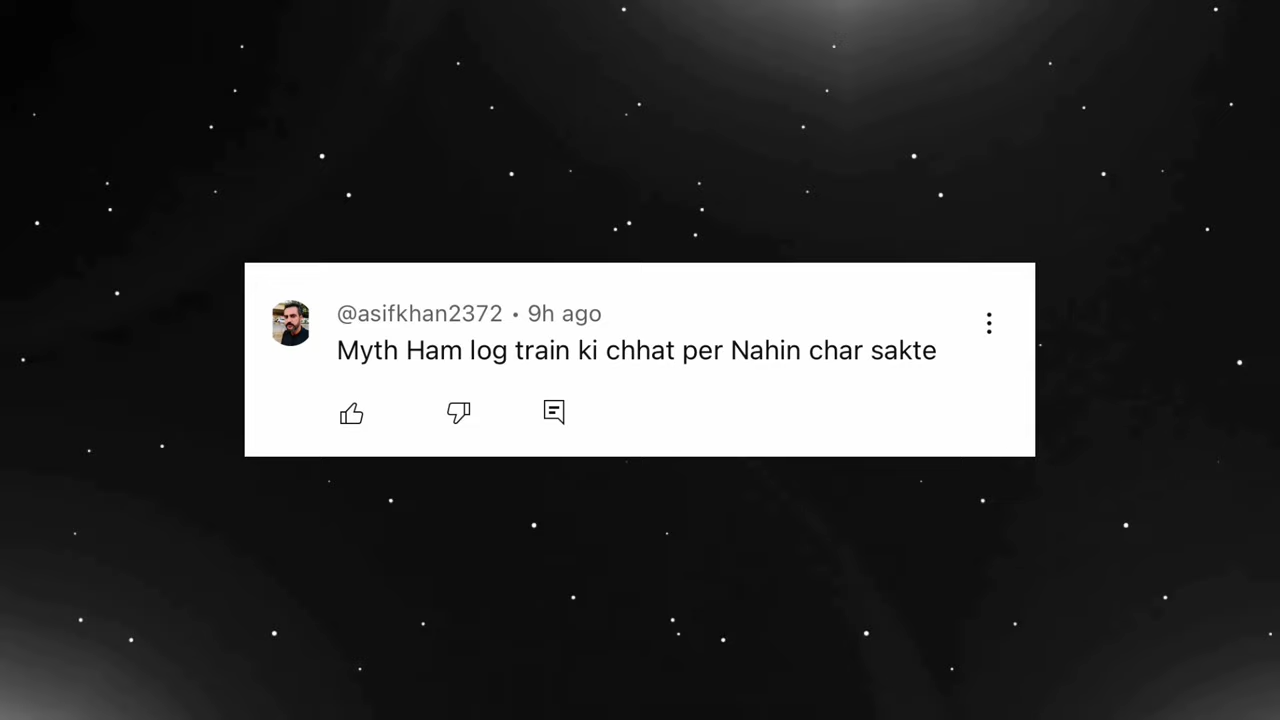 @asifkhan2372 • 9h ago
Myth Ham log train ki chhat per Nahin char sakte